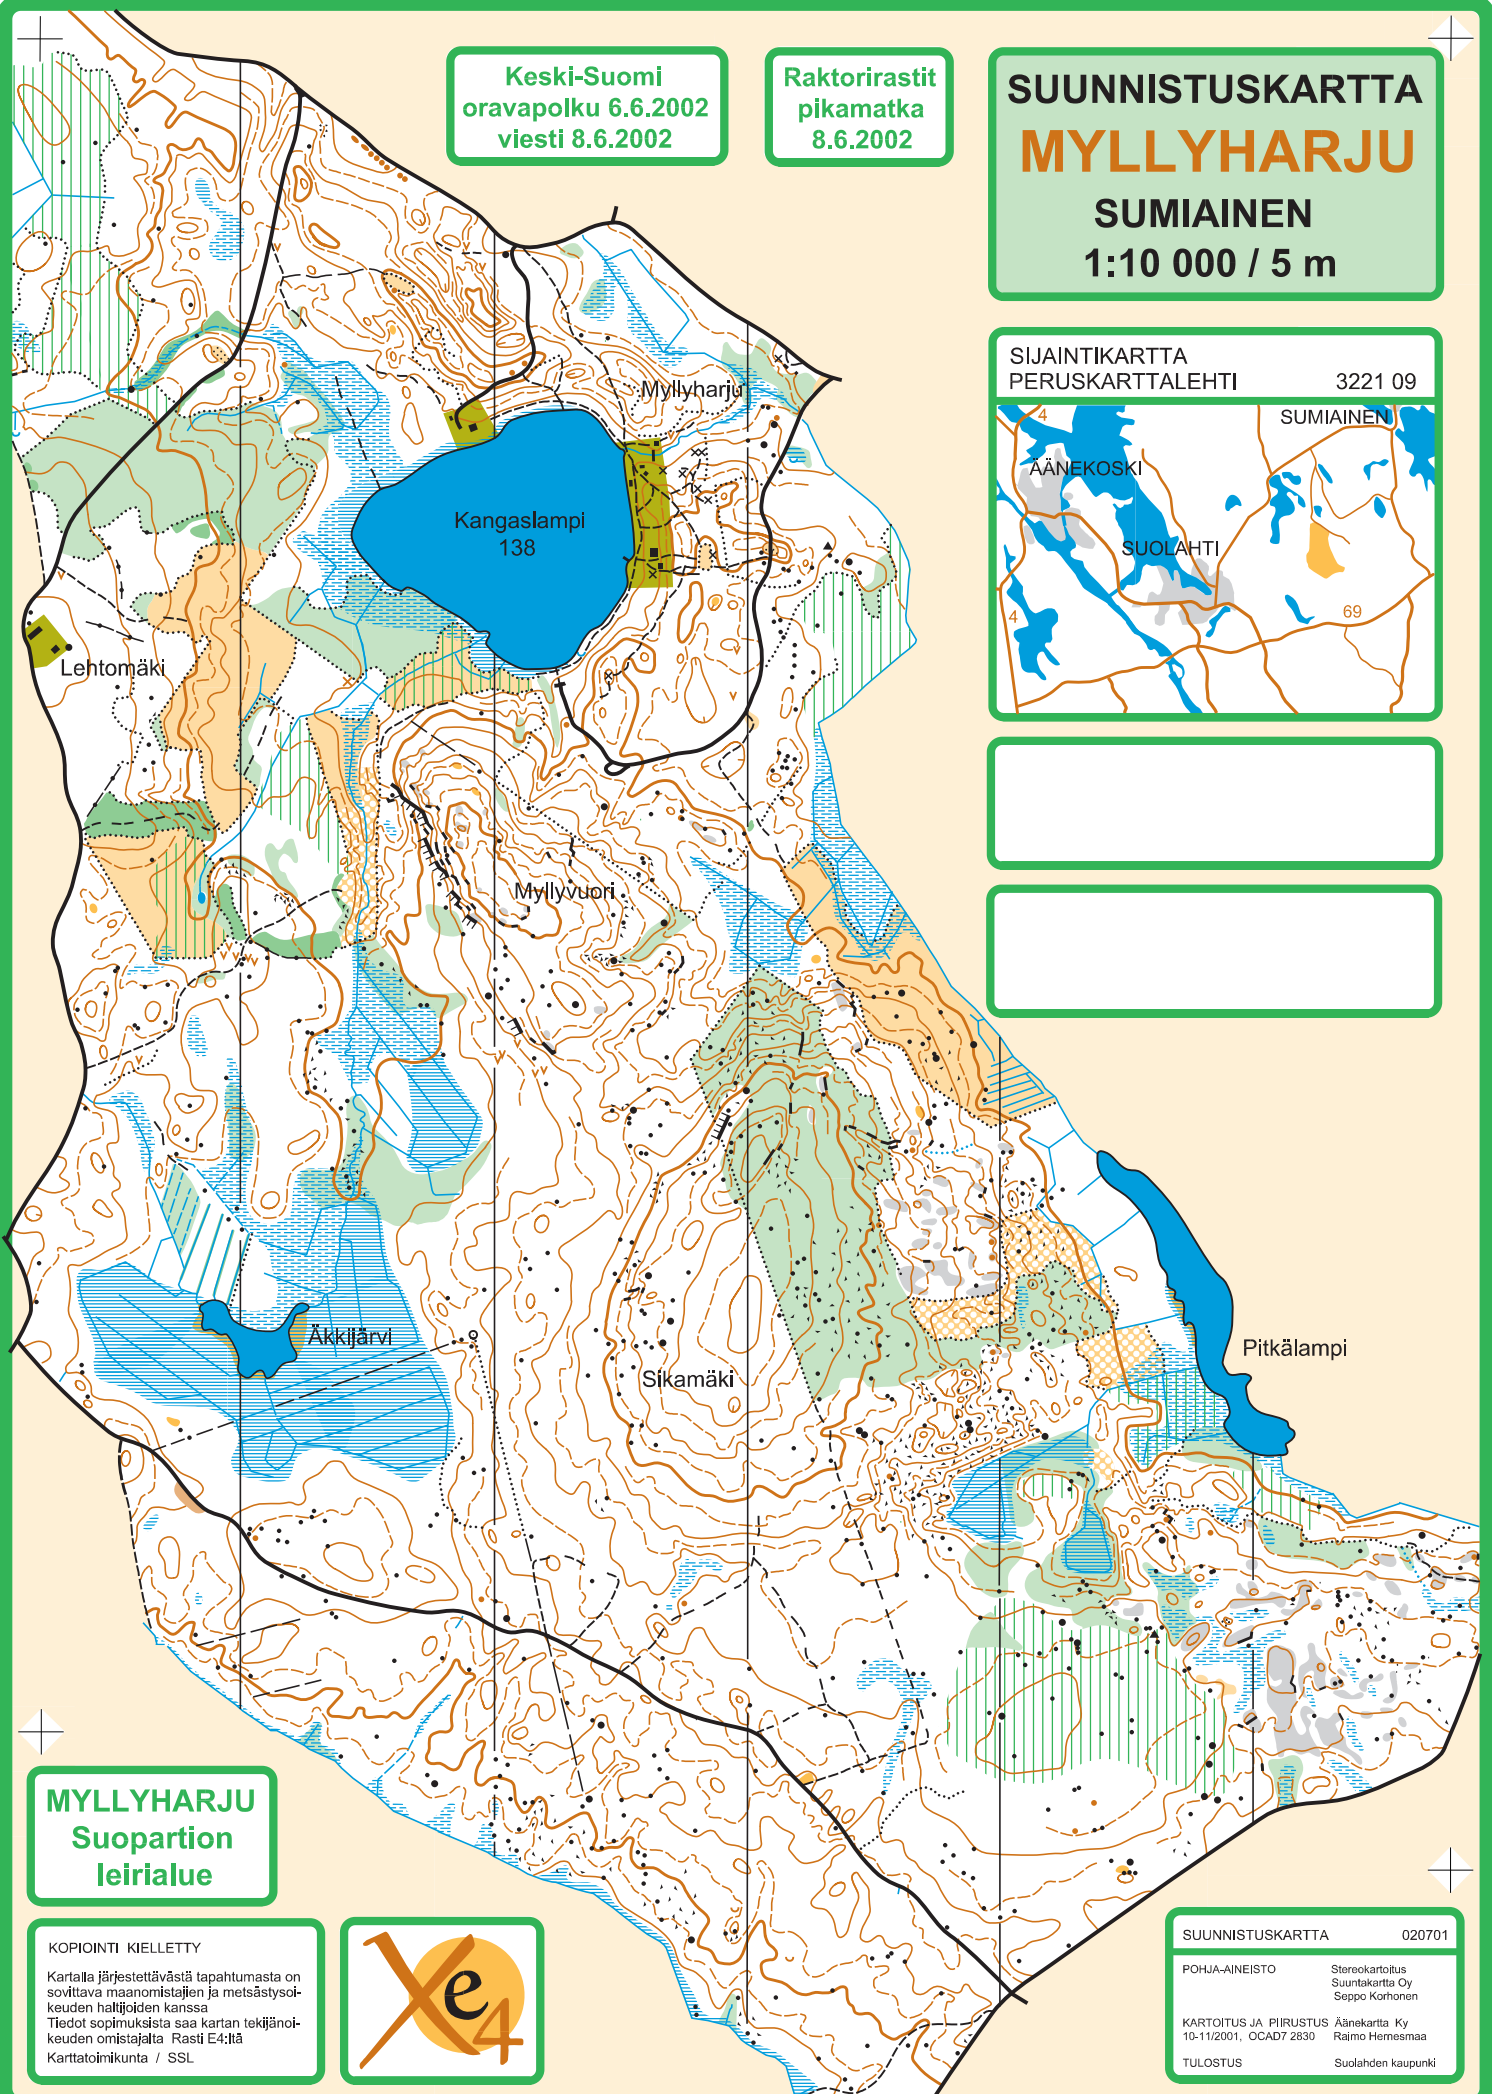 Keski-Suomi
oravapolku 6.6.2002
viesti 8.6.2002
Raktorirastit
pikamatka
8.6.2002
SUUNNISTUSKARTTA
MYLLYHARJU
SUMIAINEN
1:10 000 / 5 m
SIJAINTIKARTTA
PERUSKARTTALEHTI 3221 09
4
SUMIAINEN
ÄÄNEKOSKI
SUOLAHTI
4
69
Myllyharju
Kangaslampi
138
Lehtomäki
Myllyvuori
Äkkijärvi
Sikamäki
Pitkälampi
MYLLYHARJU
Suopartion
leirialue
KOPIOINTI KIELLETTY
Kartalla järjestettävästä tapahtumasta on
sovittava maanomistajien ja metsästysoi-
keuden haltijoiden kanssa
Tiedot sopimuksista saa kartan tekijänoi-
keuden omistajalta Rasti E4:ltä
Karttatoimikunta / SSL
Xe4
SUUNNISTUSKARTTA 020701
POHJA-AINEISTO Stereokartoitus
Suuntakartta Oy
Seppo Korhonen
KARTOITUS JA PIIRUSTUS Äänekartta Ky
10-11/2001, OCAD7 2830 Raimo Hernesmaa
TULOSTUS Suolahden kaupunki